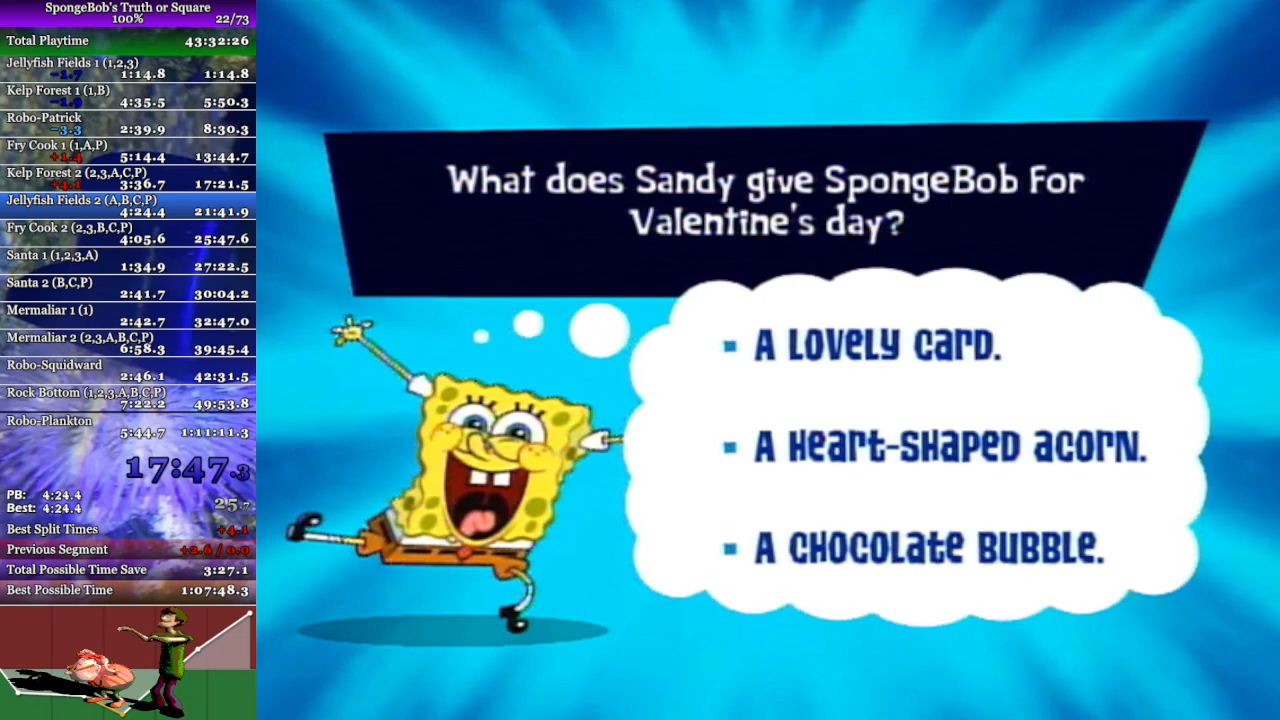 SpongeBob's Truth or Square
100% 22/73
Total Playtime 43:32:26
Jellyfish Fields 1 (1,2,3)
-1.7 1:14.8 1:14.8
Kelp Forest 1 (1,B)
-1.9 4:35.5 5:50.3
Robo-Patrick
-3.3 2:39.9 8:30.3
Fry Cook 1 (1,A,P)
+1.4 5:14.4 13:44.7
Kelp Forest 2 (2,3,A,C,P)
+4.1 3:36.7 17:21.5
Jellyfish Fields 2 (A,B,C,P)
4:24.4 21:41.9
Fry Cook 2 (2,3,B,C,P)
4:05.6 25:47.6
Santa 1 (1,2,3,A)
1:34.9 27:22.5
Santa 2 (B,C,P)
2:41.7 30:04.2
Mermaliar 1 (1)
2:42.7 32:47.0
Mermaliar 2 (2,3,A,B,C,P)
6:58.3 39:45.4
Robo-Squidward
2:46.1 42:31.5
Rock Bottom (1,2,3,A,B,C,P)
7:22.2 49:53.8
Robo-Plankton
5:44.7 1:11:11.3
17:47.3
PB: 4:24.4
25.7
Best: 4:24.4
Best Split Times +4.1
Previous Segment +2.6 / 0.0
Total Possible Time Save 3:27.1
Best Possible Time 1:07:48.3
What does Sandy give SpongeBob for
Valentine's day?
A lovely card.
A heart-shaped acorn.
A chocolate bubble.